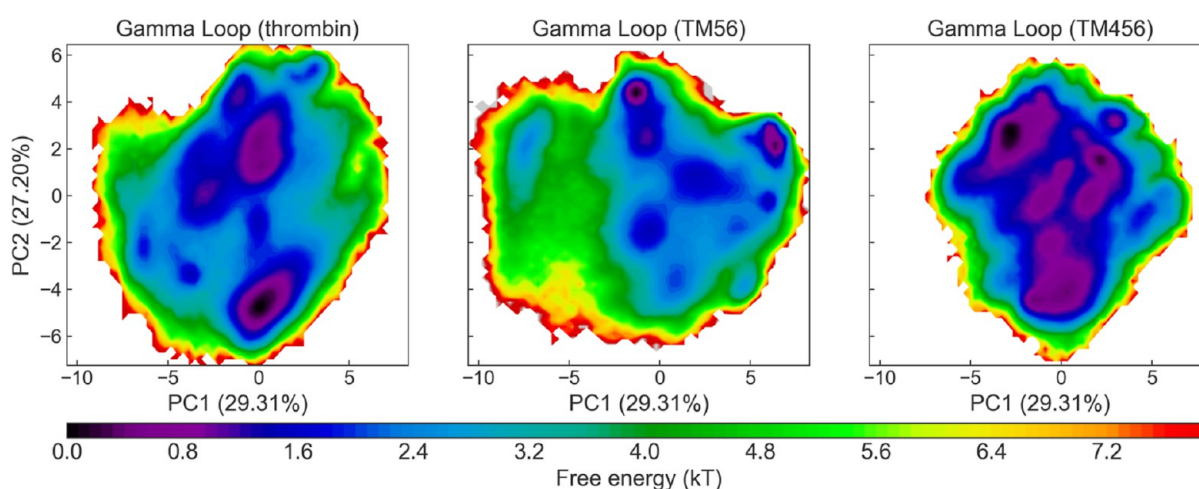 Gamma Loop (thrombin) Gamma Loop (TM56) Gamma Loop (TM456)
6
4
2
0
−2
−4
−6
PC2 (27.20%)
−10 −5 0 5 −10 −5 0 5 −10 −5 0 5
PC1 (29.31%) PC1 (29.31%) PC1 (29.31%)
0.0 0.8 1.6 2.4 3.2 4.0 4.8 5.6 6.4 7.2
Free energy (kT)